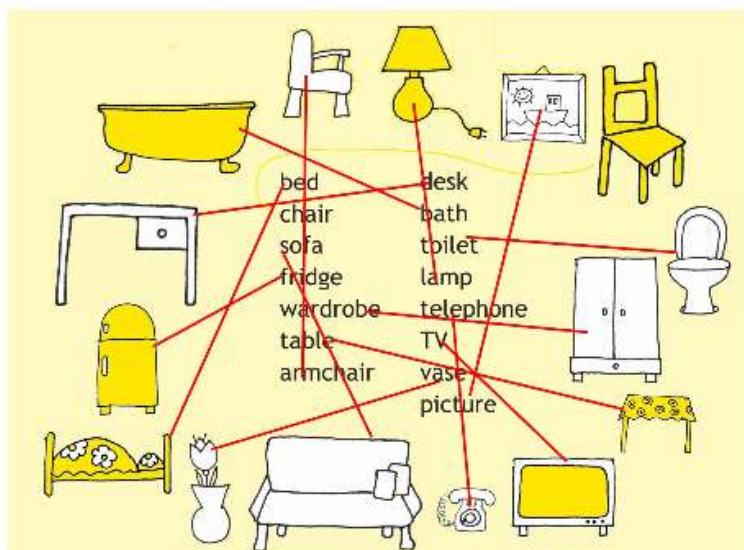 bed
chair
sofa
fridge
wardrobe
table
armchair
desk
bath
toilet
lamp
telephone
TV
vase
picture